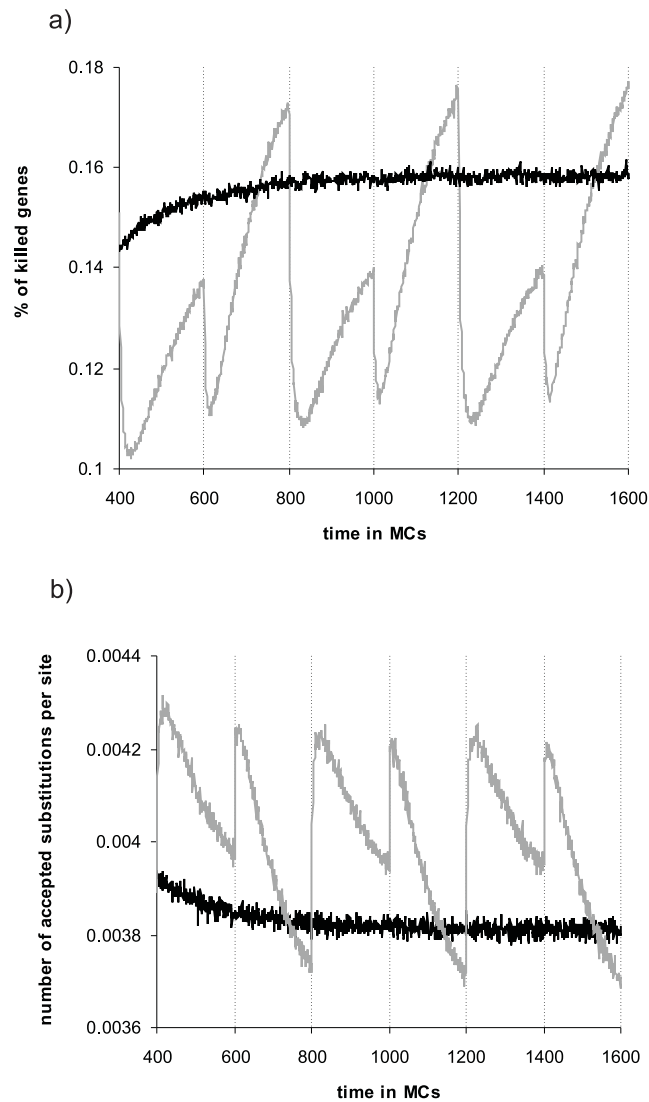 a)
0.18
0.16
0.14
0.12
0.1
% of killed genes
400 600 800 1000 1200 1400 1600
time in MCs
b)
0.0044
0.0042
0.004
0.0038
0.0036
number of accepted substitutions per site
400 600 800 1000 1200 1400 1600
time in MCs